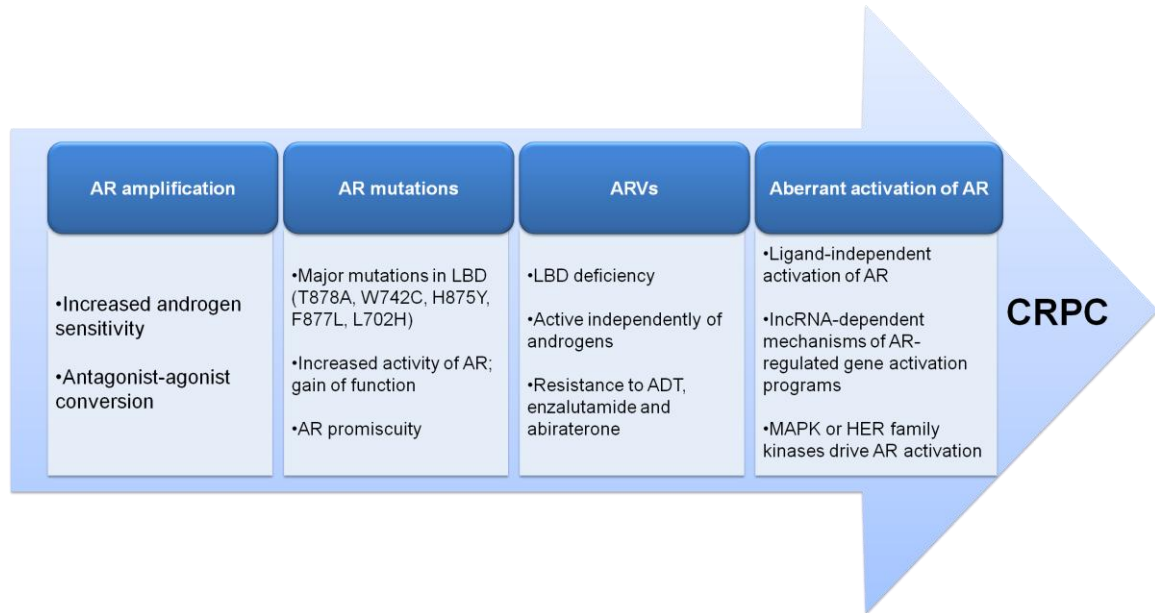 AR amplification
•Increased androgen
sensitivity
•Antagonist-agonist
conversion
AR mutations
•Major mutations in LBD
(T878A, W742C, H875Y,
F877L, L702H)
•Increased activity of AR;
gain of function
•AR promiscuity
ARVs
•LBD deficiency
•Active independently of
androgens
•Resistance to ADT,
enzalutamide and
abiraterone
Aberrant activation of AR
•Ligand-independent
activation of AR
•lncRNA-dependent
mechanisms of AR-
regulated gene activation
programs
•MAPK or HER family
kinases drive AR activation
CRPC